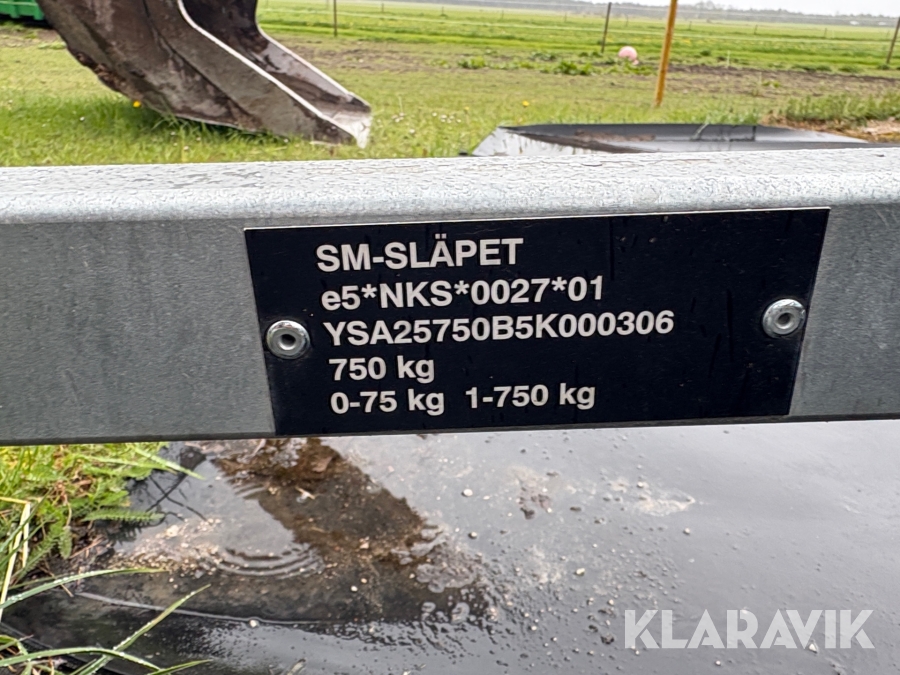 SM-SLÄPET
e5*NKS*0027*01
YSA25750B5K000306
750 kg
0-75 kg 1-750 kg
KLARAVIK